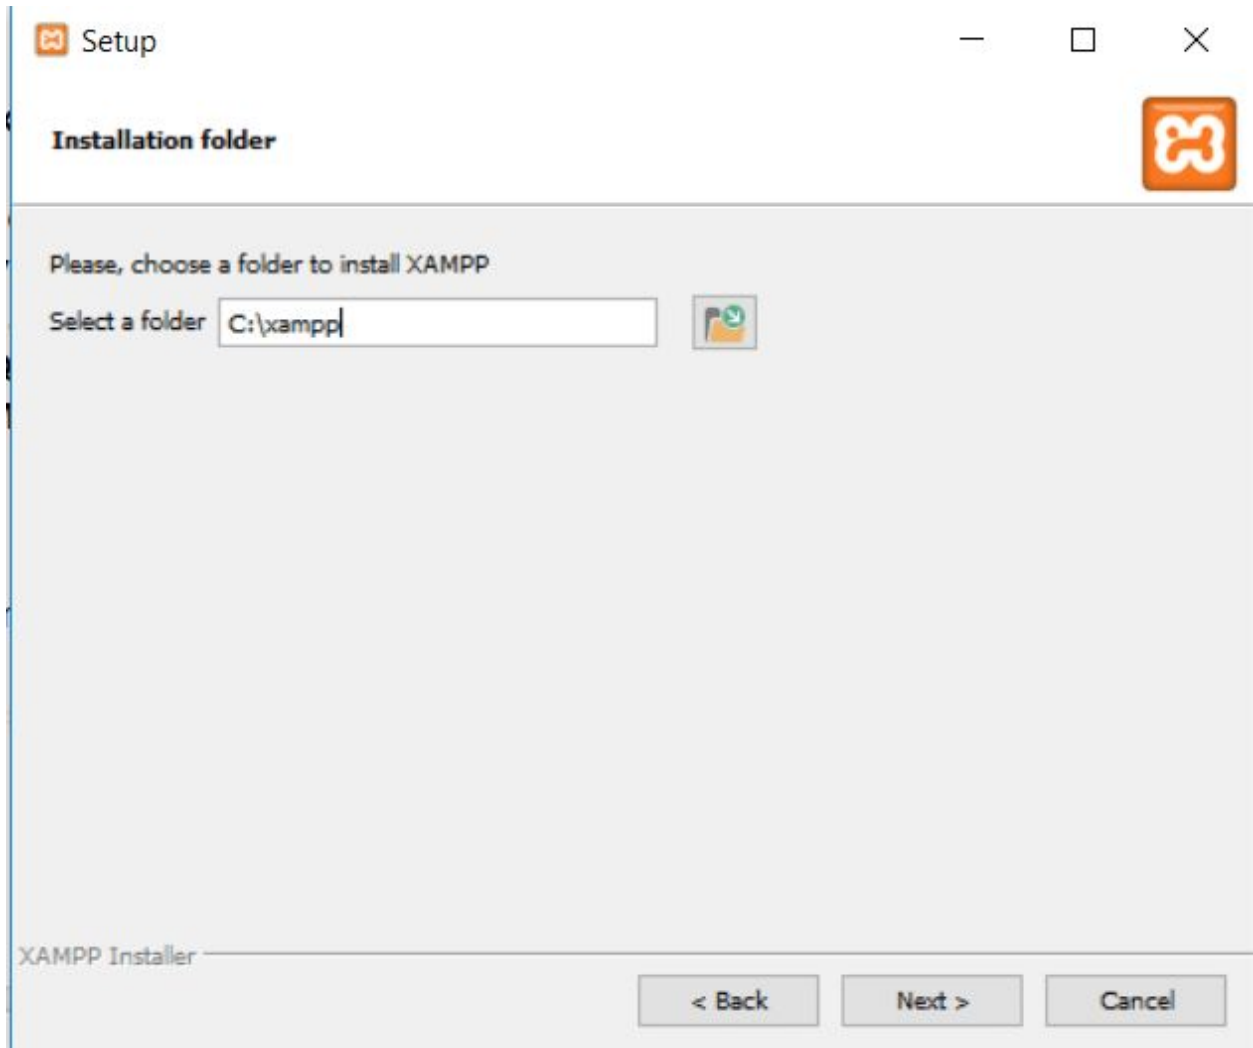 Setup
Installation folder
Please, choose a folder to install XAMPP
Select a folder C:\xampp
XAMPP Installer
< Back Next > Cancel